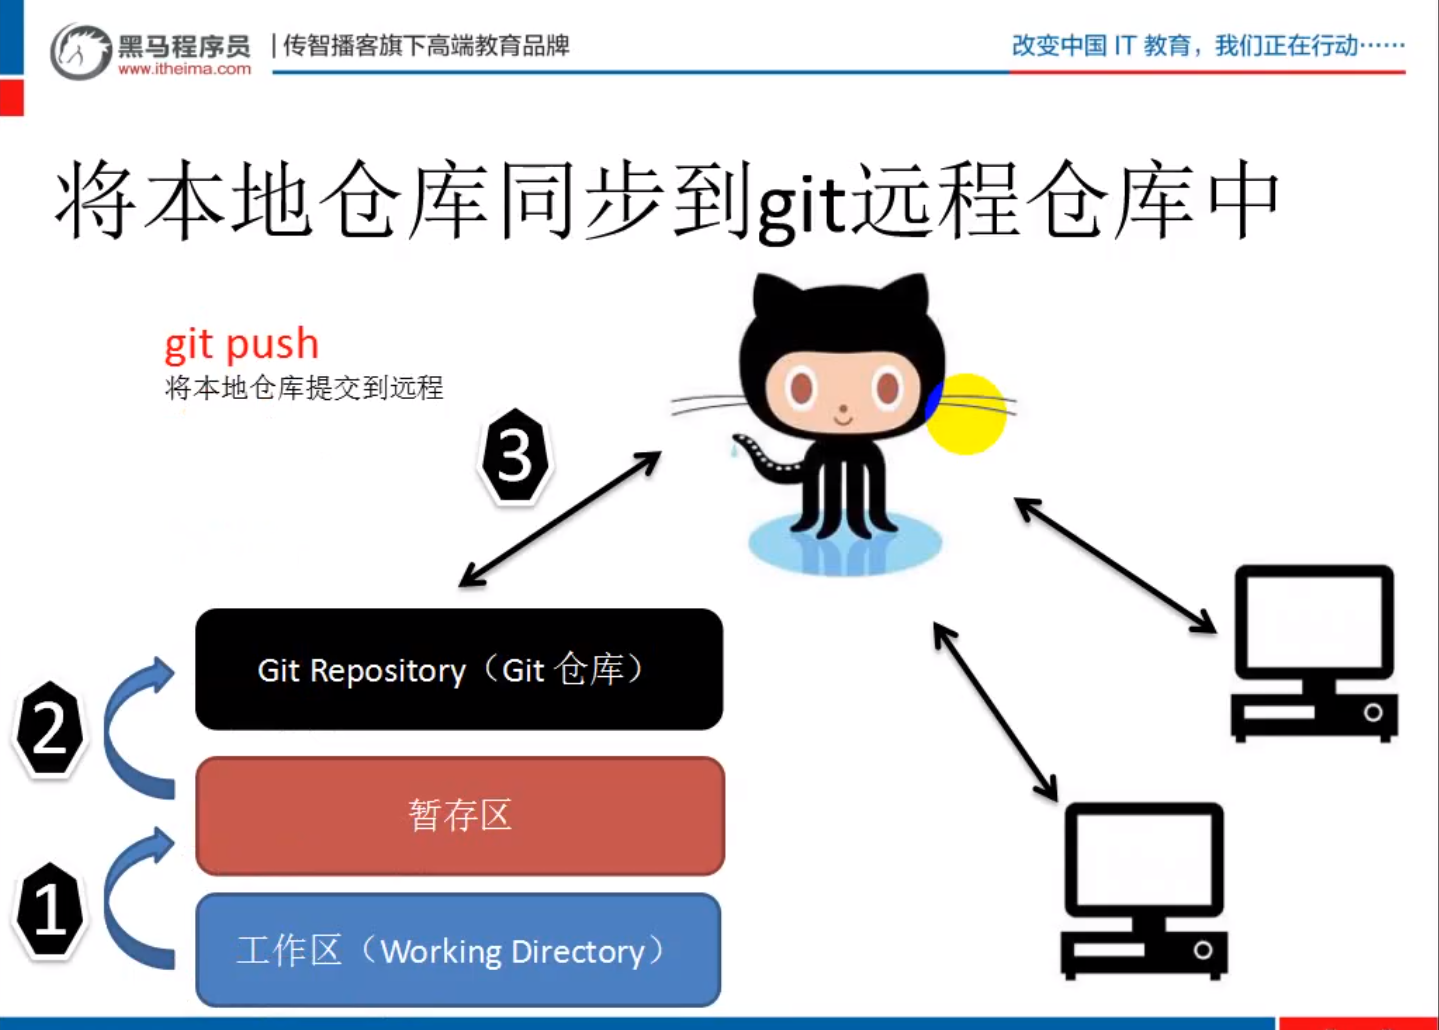 黑马程序员
www.itheima.com
传智播客旗下高端教育品牌
改变中国 IT 教育，我们正在行动……
将本地仓库同步到git远程仓库中
git push
将本地仓库提交到远程
3
Git Repository（Git 仓库）
2
暂存区
1
工作区（Working Directory）